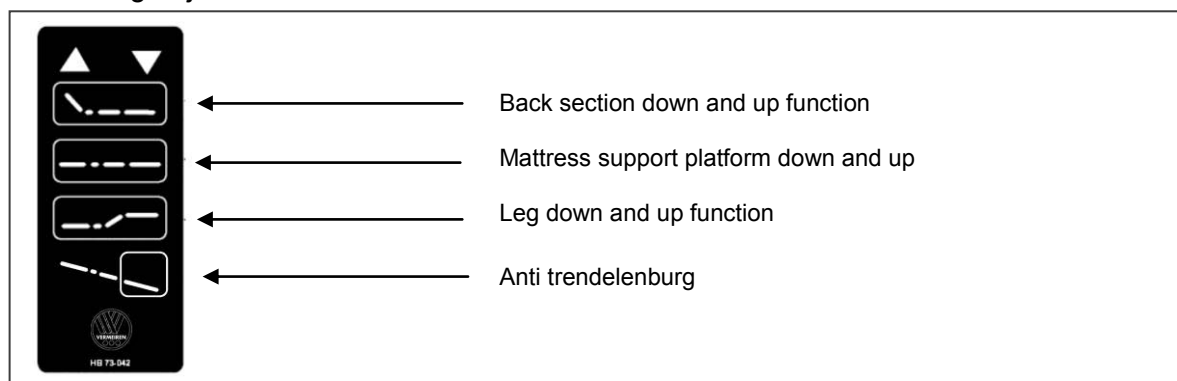 Back section down and up function
Mattress support platform down and up
Leg down and up function
Anti trendelenburg
VERMEIREN
HB 73-042